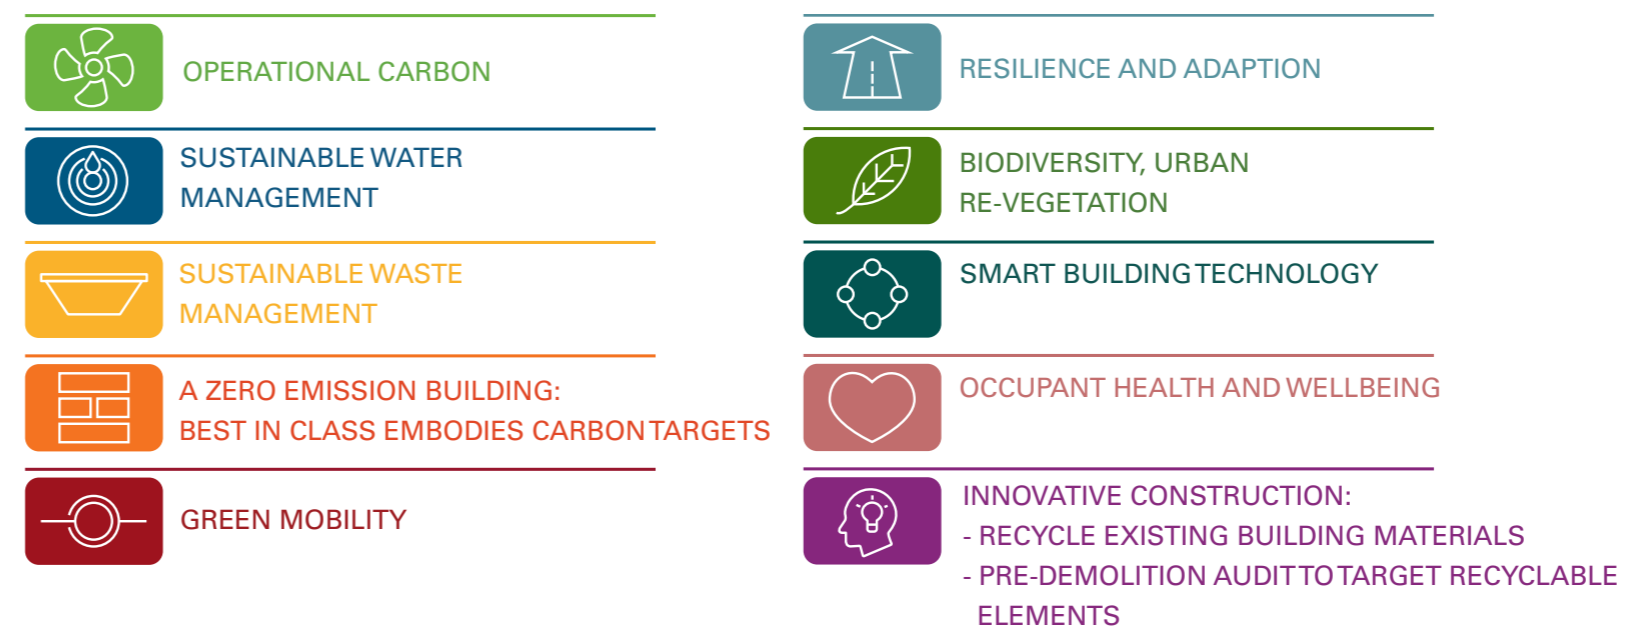 OPERATIONAL CARBON
SUSTAINABLE WATER
MANAGEMENT
SUSTAINABLE WASTE
MANAGEMENT
A ZERO EMISSION BUILDING:
BEST IN CLASS EMBODIES CARBON TARGETS
GREEN MOBILITY
RESILIENCE AND ADAPTION
BIODIVERSITY, URBAN
RE-VEGETATION
SMART BUILDING TECHNOLOGY
OCCUPANT HEALTH AND WELLBEING
INNOVATIVE CONSTRUCTION:
- RECYCLE EXISTING BUILDING MATERIALS
- PRE-DEMOLITION AUDIT TO TARGET RECYCLABLE
ELEMENTS